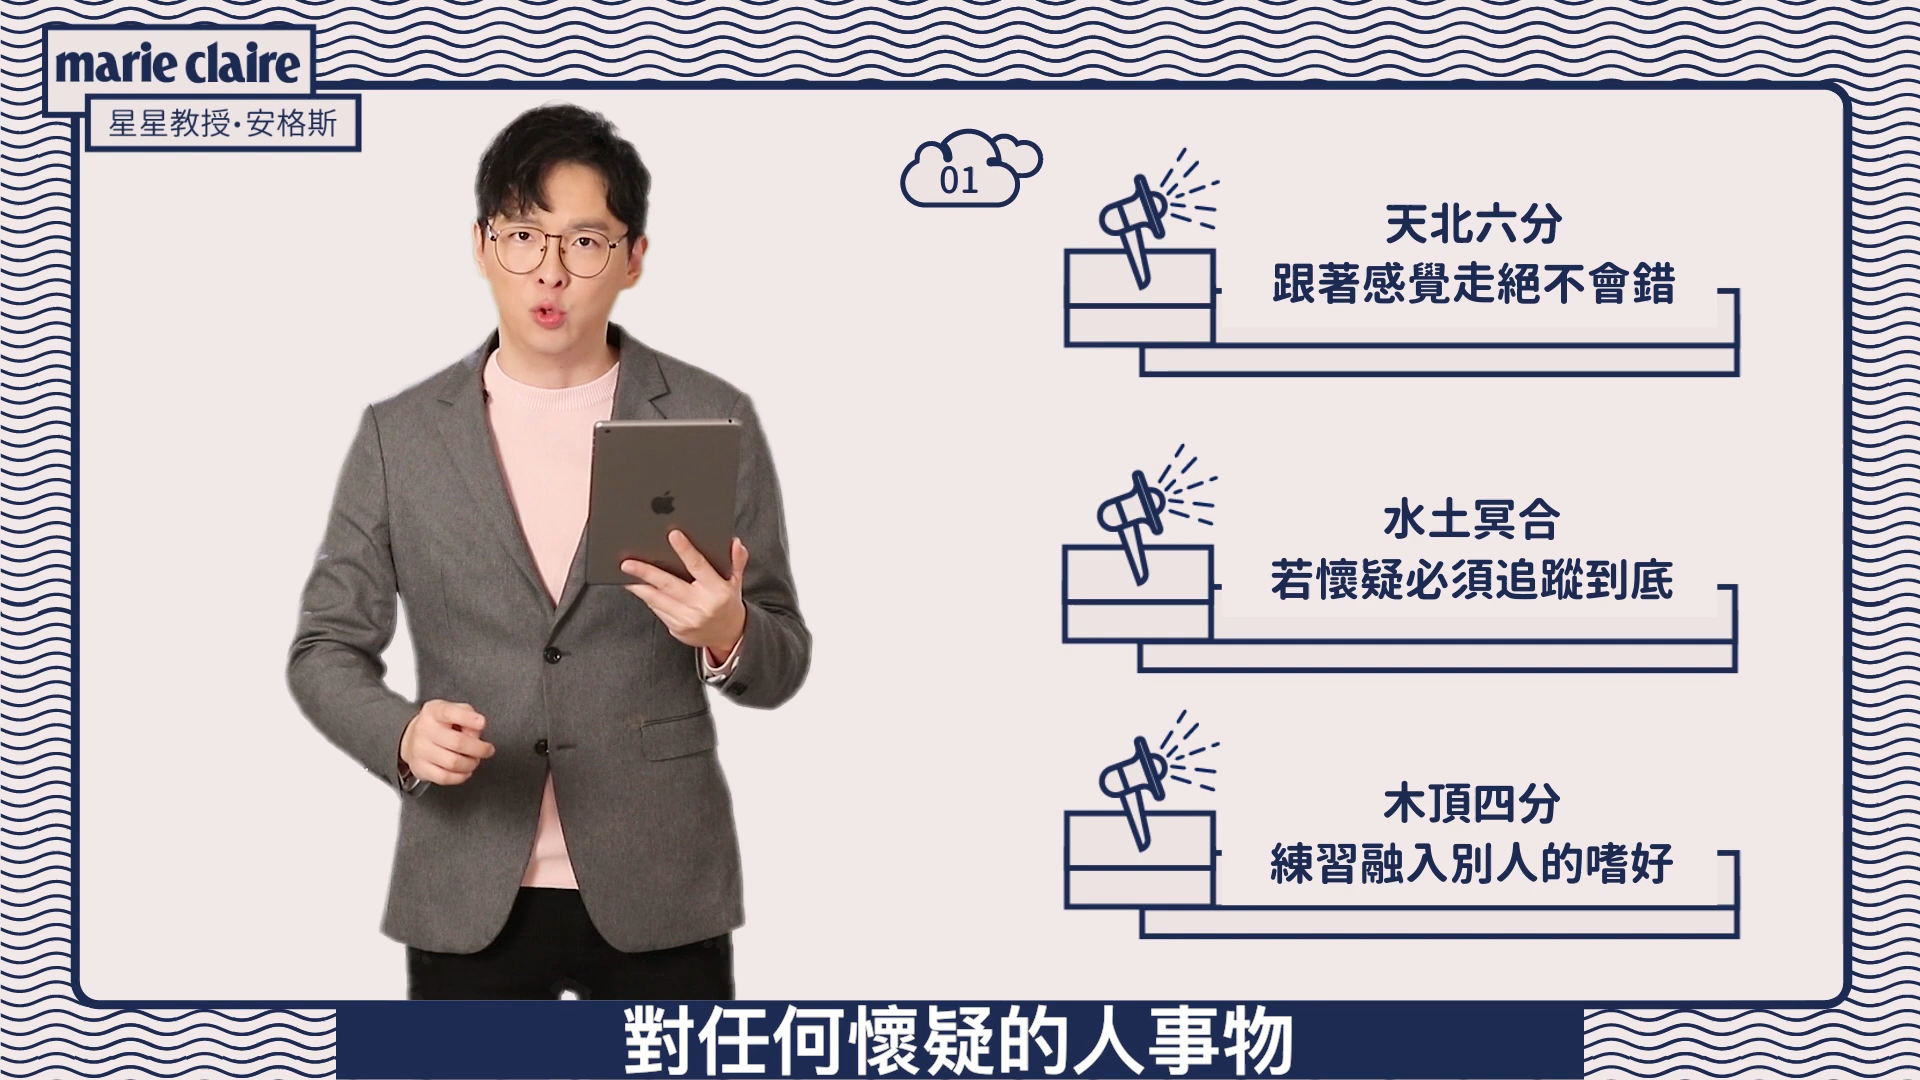 marie claire
星星教授·安格斯
01
天北六分
跟著感覺走絕不會錯
水土冥合
若懷疑必須追蹤到底
木頂四分
練習融入別人的嗜好
對任何懷疑的人事物